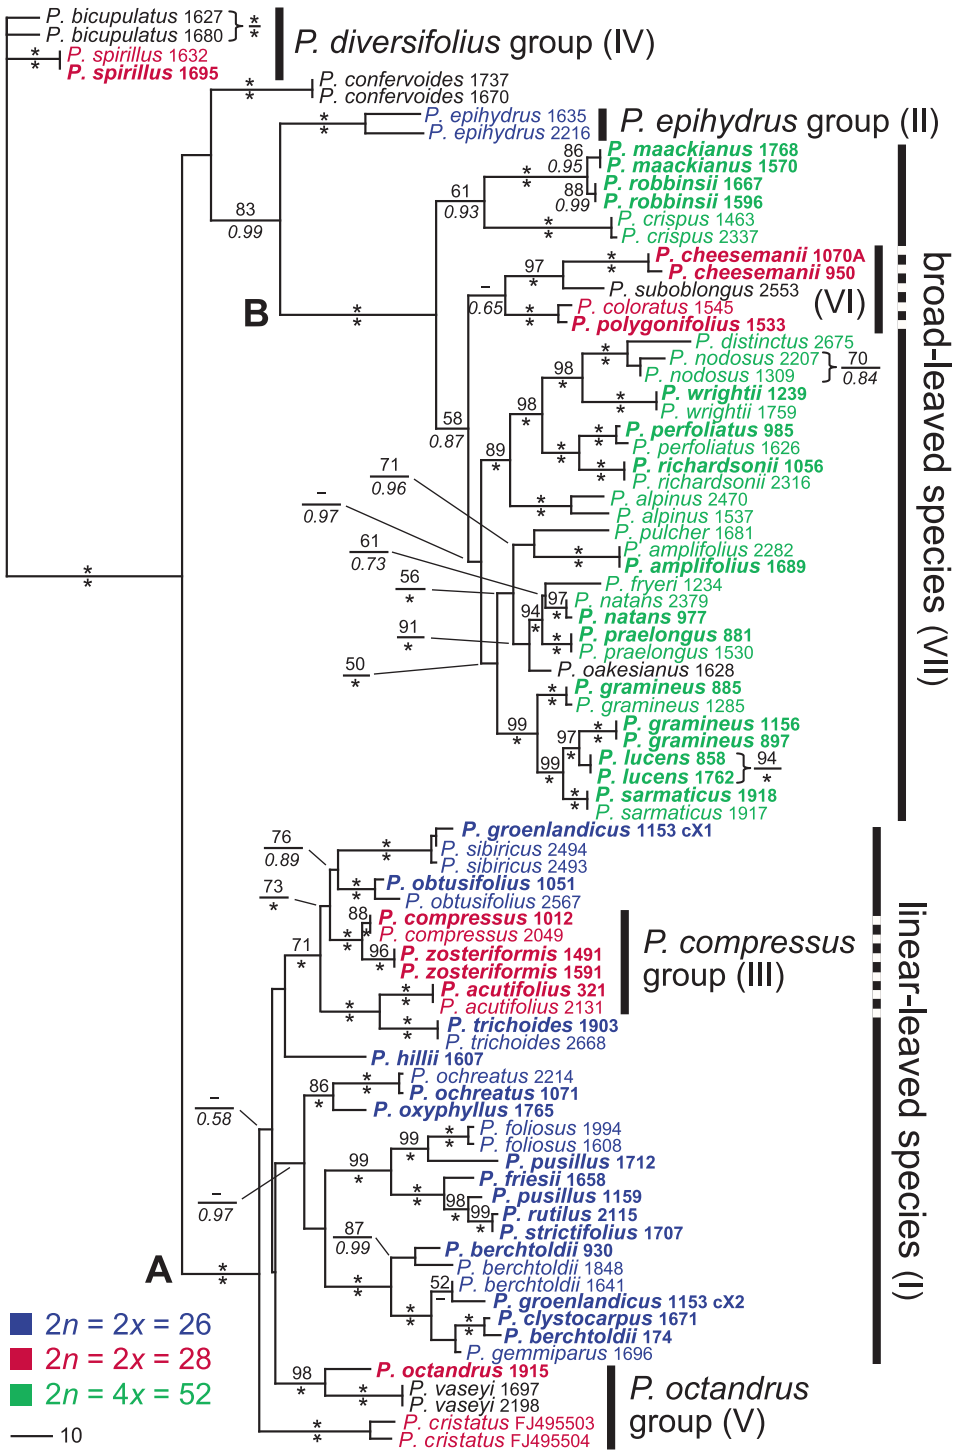 P. bicupulatus 1627
P. bicupulatus 1680
*
*
P. spirillus 1632
P. spirillus 1695
*
*
P. diversifolius group (IV)
P. confervoides 1737
P. confervoides 1670
*
*
P. epihydrus 1635
P. epihydrus 2216
*
*
P. epihydrus group (II)
83
0.99
P. maackianus 1768
P. maackianus 1570
86
0.95
P. robbinsii 1667
P. robbinsii 1596
88
0.99
*
*
61
0.93
P. crispus 1463
P. crispus 2337
*
*
B
*
*
P. cheesemanii 1070A
P. cheesemanii 950
*
*
97
P. suboblongus 2553
–
0.65
P. coloratus 1545
P. polygonifolius 1533
*
*
(VI)
P. distinctus 2675
P. nodosus 2207
P. nodosus 1309
70
0.84
*
*
98
*
P. wrightii 1239
P. wrightii 1759
*
*
98
*
58
0.87
P. perfoliatus 985
P. perfoliatus 1626
*
*
89
*
*
*
P. richardsonii 1056
P. richardsonii 2316
*
*
71
0.96
P. alpinus 2470
P. alpinus 1537
*
*
–
0.97
P. pulcher 1681
P. amplifolius 2282
P. amplifolius 1689
*
*
61
0.73
56
*
P. fryeri 1234
P. natans 2379
P. natans 977
97
*
94
*
91
*
P. praelongus 881
P. praelongus 1530
*
*
50
*
P. oakesianus 1628
P. gramineus 885
P. gramineus 1285
*
*
99
*
P. gramineus 1156
P. gramineus 897
*
*
97
*
P. lucens 858
P. lucens 1762
94
*
99
*
P. sarmaticus 1918
P. sarmaticus 1917
*
*
broad-leaved species (VII)
*
*
P. groenlandicus 1153 cX1
P. sibiricus 2494
P. sibiricus 2493
76
0.89
*
*
P. obtusifolius 1051
P. obtusifolius 2567
*
*
73
*
P. compressus 1012
P. compressus 2049
88
*
*
*
P. zosteriformis 1491
P. zosteriformis 1591
96
*
71
*
P. compressus
group (III)
P. acutifolius 321
P. acutifolius 2131
*
*
*
*
P. trichoides 1903
P. trichoides 2668
*
*
P. hillii 1607
P. ochreatus 2214
P. ochreatus 1071
*
*
86
*
P. oxyphyllus 1765
–
0.58
P. foliosus 1994
P. foliosus 1608
*
*
99
*
P. pusillus 1712
99
*
P. friesii 1658
*
*
P. pusillus 1159
98
*
–
0.97
P. rutilus 2115
P. strictifolius 1707
99
*
87
0.99
P. berchtoldii 930
P. berchtoldii 1848
*
*
P. berchtoldii 1641
52
–
P. groenlandicus 1153 cX2
*
*
P. clystocarpus 1671
P. berchtoldii 174
*
*
P. gemmiparus 1696
linear-leaved species (I)
A
*
*
P. octandrus 1915
98
*
P. vaseyi 1697
P. vaseyi 2198
*
*
P. octandrus
group (V)
P. cristatus FJ495503
P. cristatus FJ495504
*
*
2n = 2x = 26
2n = 2x = 28
2n = 4x = 52
10